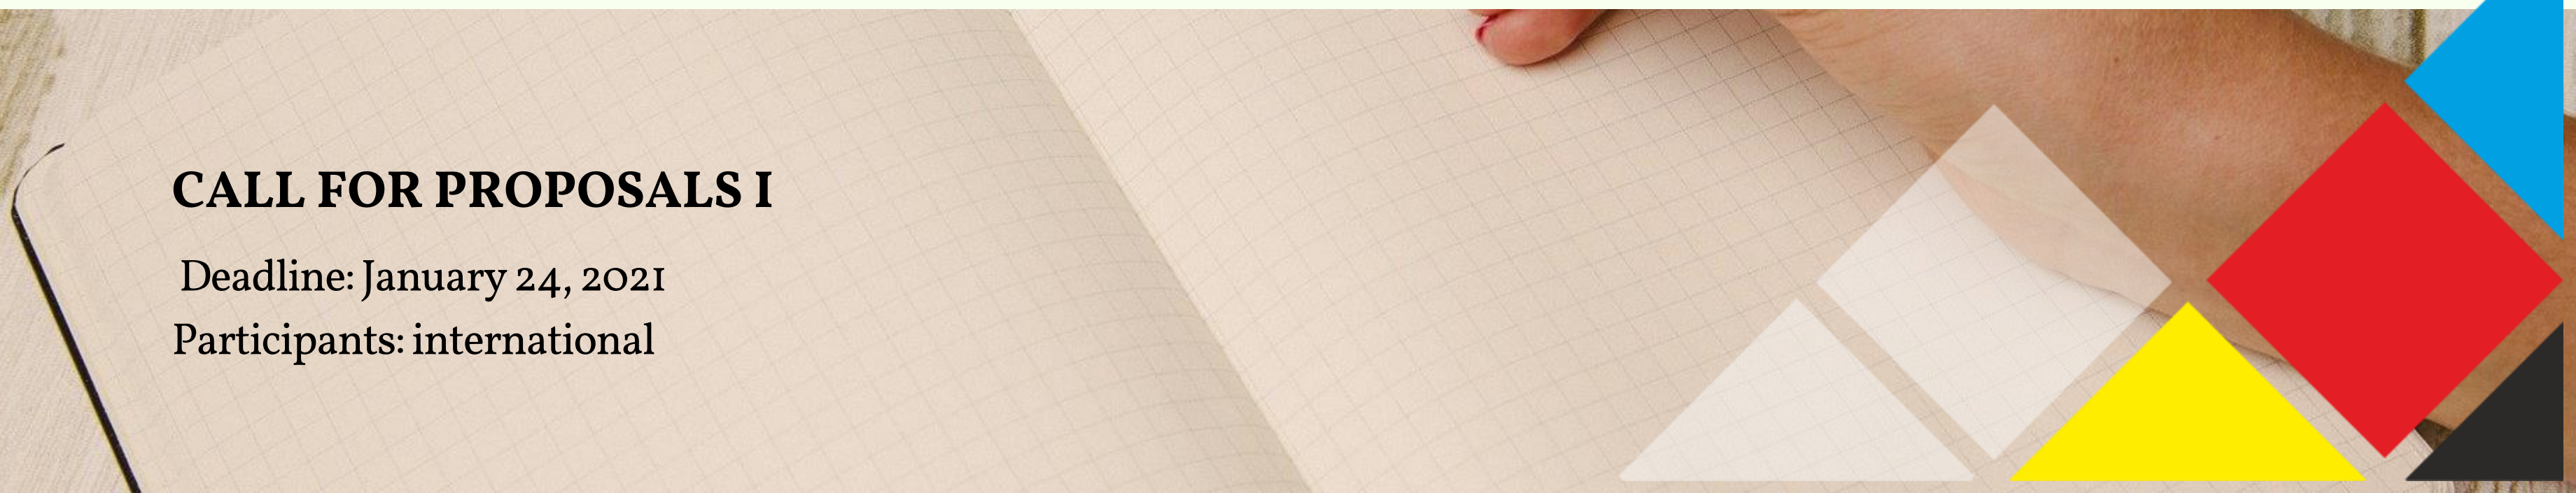 CALL FOR PROPOSALS I
Deadline: January 24, 2021
Participants: international